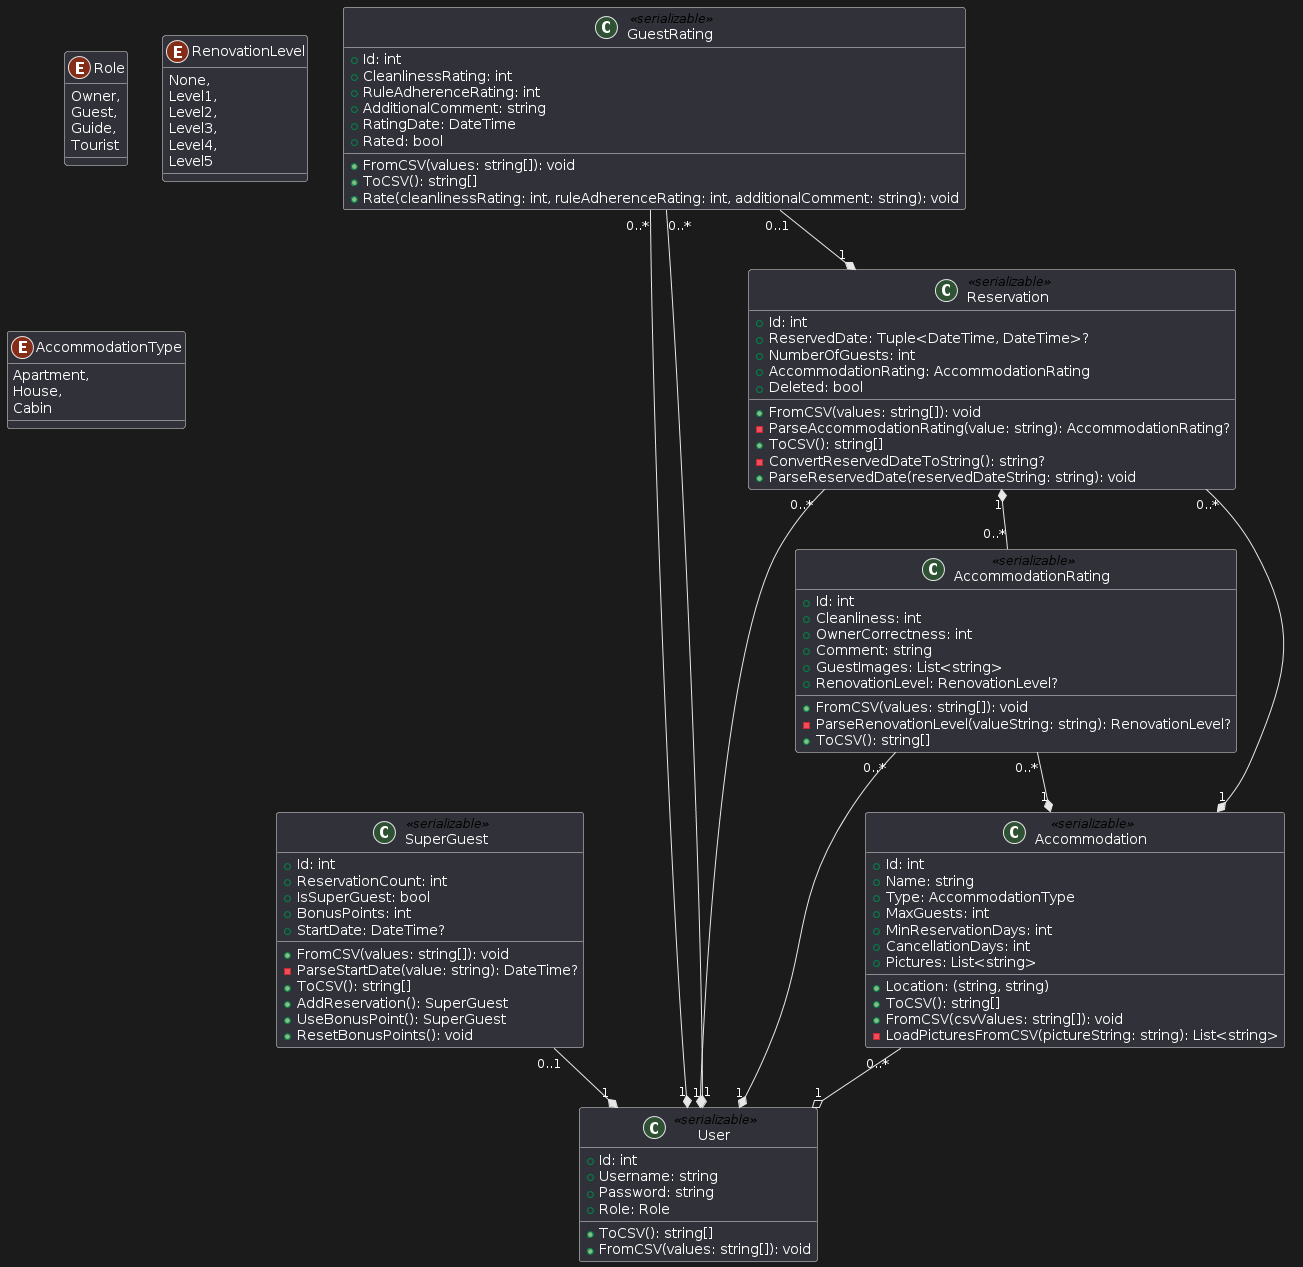 E Role
Owner,
Guest,
Guide,
Tourist
E RenovationLevel
None,
Level1,
Level2,
Level3,
Level4,
Level5
«serializable»
C GuestRating
Id: int
CleanlinessRating: int
RuleAdherenceRating: int
AdditionalComment: string
RatingDate: DateTime
Rated: bool
FromCSV(values: string[]): void
ToCSV(): string[]
Rate(cleanlinessRating: int, ruleAdherenceRating: int, additionalComment: string): void
0..* 0..* 0..1
1
E AccommodationType
Apartment,
House,
Cabin
«serializable»
C Reservation
Id: int
ReservedDate: Tuple<DateTime, DateTime>?
NumberOfGuests: int
AccommodationRating: AccommodationRating
Deleted: bool
FromCSV(values: string[]): void
ParseAccommodationRating(value: string): AccommodationRating?
ToCSV(): string[]
ConvertReservedDateToString(): string?
ParseReservedDate(reservedDateString: string): void
0..* 1 0..*
0..*
«serializable»
C AccommodationRating
Id: int
Cleanliness: int
OwnerCorrectness: int
Comment: string
GuestImages: List<string>
RenovationLevel: RenovationLevel?
FromCSV(values: string[]): void
ParseRenovationLevel(valueString: string): RenovationLevel?
ToCSV(): string[]
0..* 0..*
1 1
«serializable»
C SuperGuest
Id: int
ReservationCount: int
IsSuperGuest: bool
BonusPoints: int
StartDate: DateTime?
FromCSV(values: string[]): void
ParseStartDate(value: string): DateTime?
ToCSV(): string[]
AddReservation(): SuperGuest
UseBonusPoint(): SuperGuest
ResetBonusPoints(): void
«serializable»
C Accommodation
Id: int
Name: string
Type: AccommodationType
MaxGuests: int
MinReservationDays: int
CancellationDays: int
Pictures: List<string>
Location: (string, string)
ToCSV(): string[]
FromCSV(csvValues: string[]): void
LoadPicturesFromCSV(pictureString: string): List<string>
0..1 0..*
1 1 1 1 1 1
«serializable»
C User
Id: int
Username: string
Password: string
Role: Role
ToCSV(): string[]
FromCSV(values: string[]): void